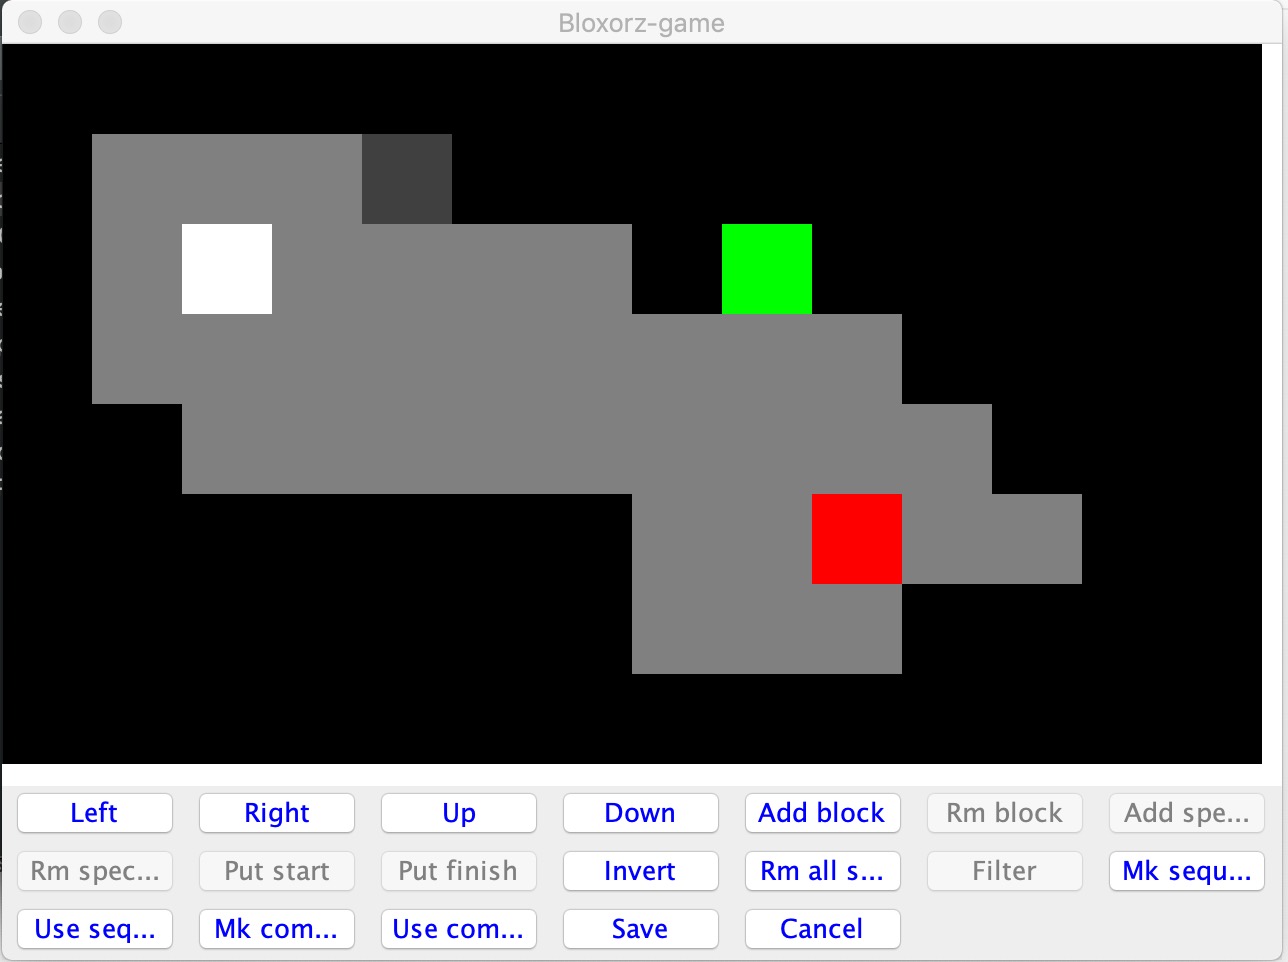 Bloxorz-game
Left Right Up Down Add block Rm block Add spe...
Rm spec... Put start Put finish Invert Rm all s... Filter Mk sequ...
Use seq... Mk com... Use com... Save Cancel